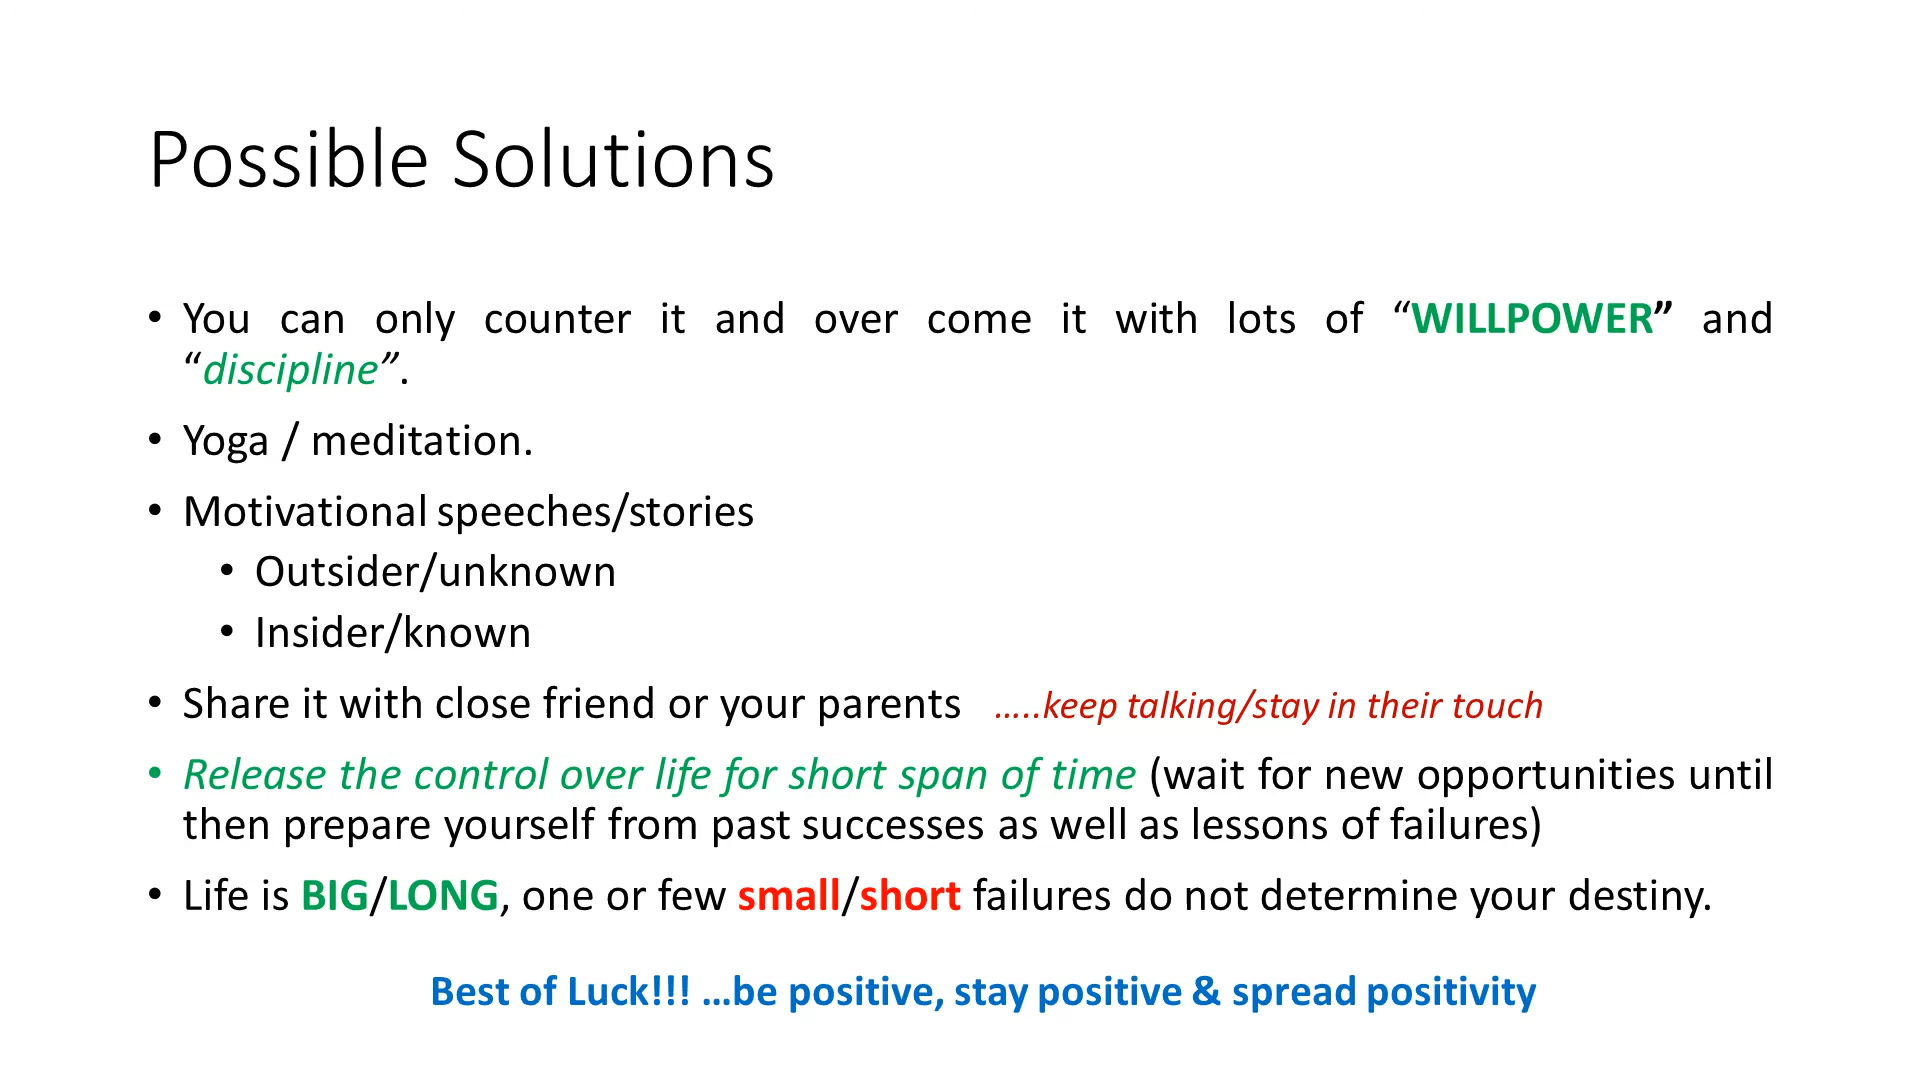 Possible Solutions
• You can only counter it and over come it with lots of “WILLPOWER” and
“discipline”.
• Yoga / meditation.
• Motivational speeches/stories
• Outsider/unknown
• Insider/known
• Share it with close friend or your parents …..keep talking/stay in their touch
• Release the control over life for short span of time (wait for new opportunities until
then prepare yourself from past successes as well as lessons of failures)
• Life is BIG/LONG, one or few small/short failures do not determine your destiny.
Best of Luck!!! …be positive, stay positive & spread positivity